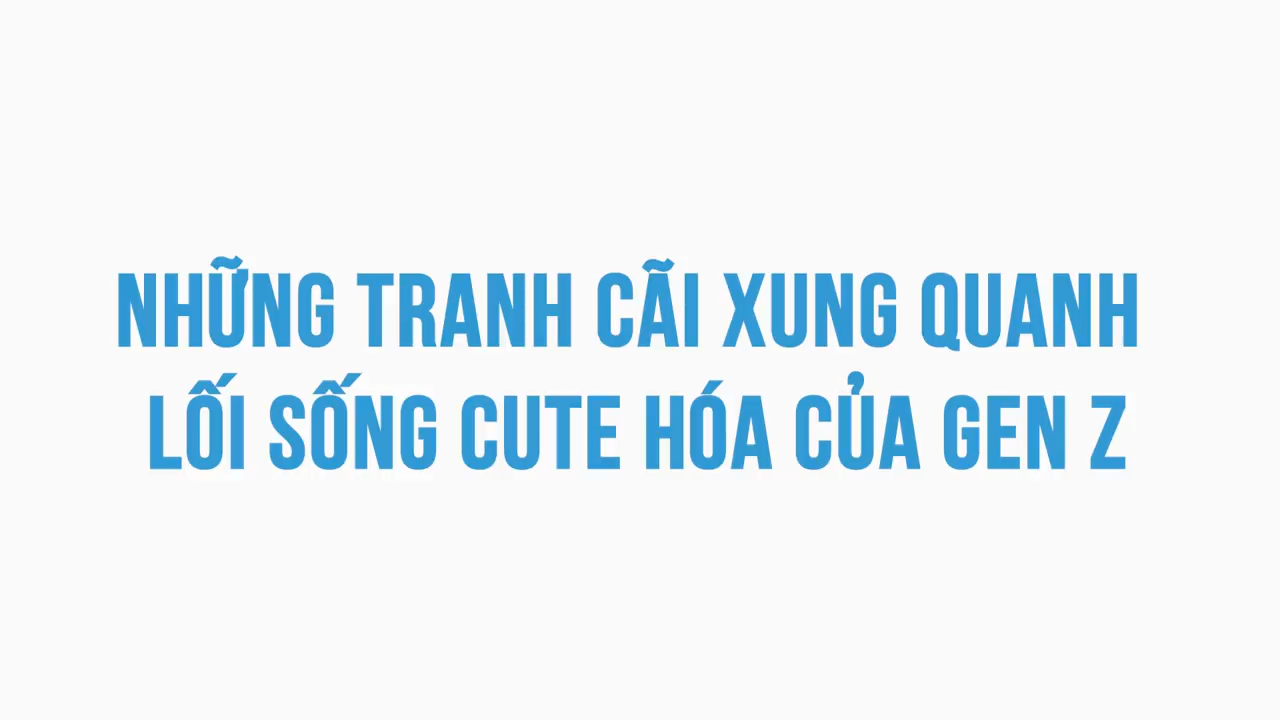 NHỮNG TRANH CÃI XUNG QUANH
LỐI SỐNG CUTE HÓA CỦA GEN Z